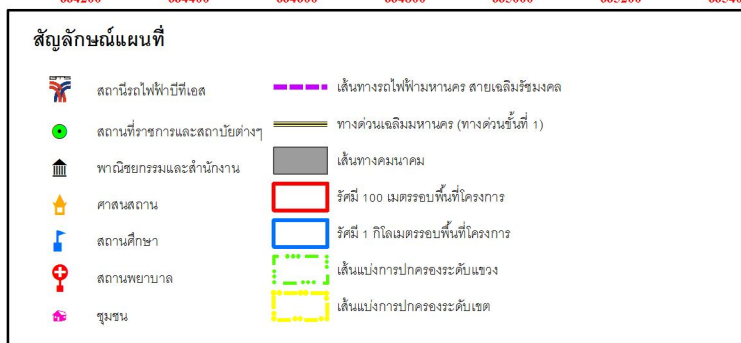 สัญลักษณ์แผนที่
สถานีรถไฟฟ้าบีทีเอส
สถานที่ราชการและสถาบัยต่างๆ
พาณิชยกรรมและสำนักงาน
ศาสนสถาน
สถานศึกษา
สถานพยาบาล
ชุมชน
เส้นทางรถไฟฟ้ามหานคร สายเฉลิมรัชมงคล
ทางด่วนเฉลิมมหานคร (ทางด่วนขั้นที่ 1)
เส้นทางคมนาคม
รัศมี 100 เมตรรอบพื้นที่โครงการ
รัศมี 1 กิโลเมตรรอบพื้นที่โครงการ
เส้นแบ่งการปกครองระดับแขวง
เส้นแบ่งการปกครองระดับเขต